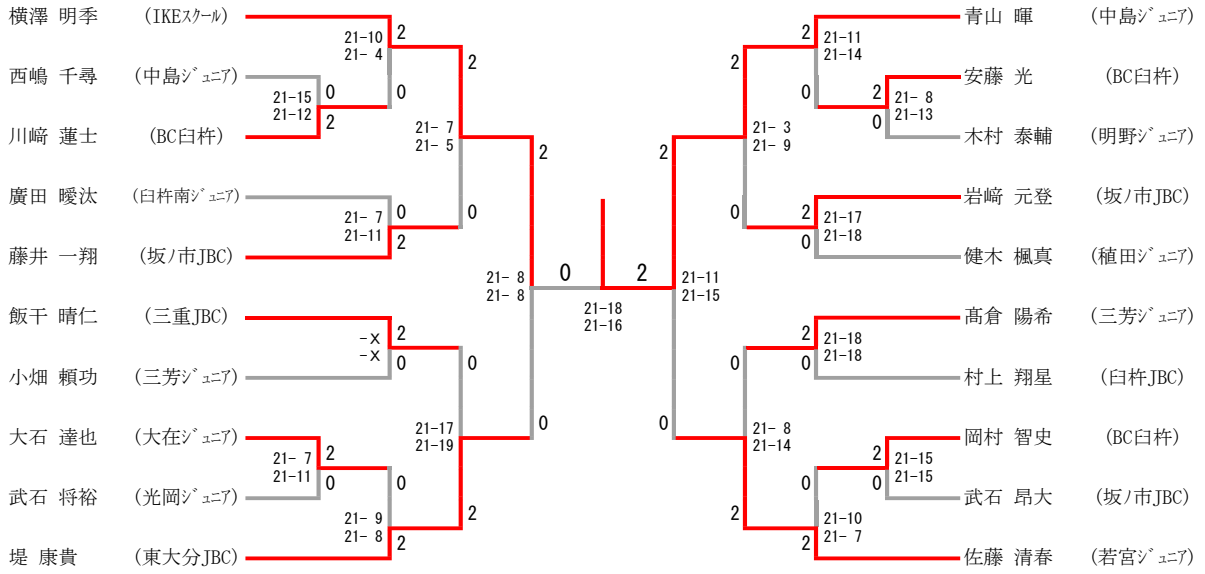 横澤 明季 (IKEスクール)
西嶋 千尋 (中島ジュニア)
川﨑 蓮士 (BC臼杵)
廣田 曖汰 (臼杵南ジュニア)
藤井 一翔 (坂ノ市JBC)
飯干 晴仁 (三重JBC)
小畑 頼功 (三芳ジュニア)
大石 達也 (大在ジュニア)
武石 将裕 (光岡ジュニア)
堤 康貴 (東大分JBC)
21-10 2
21- 4 0
21-15 0
21-12 2
21- 7 0
21-11 2
-X 2
-X 0
21- 7 2
21-11 0
21- 9 0
21- 8 2
2
21- 7
21- 5
0
0
21-17
21-19
2
2
21- 8
21- 8
0
0 2
21-18
21-16
2
21-11
21-15
0
2
21- 3
21- 9
0
0
21- 8
21-14
2
2 21-11
0 21-14
2 21- 8
0 21-13
2 21-17
0 21-18
2 21-18
0 21-18
2 21-15
0 21-15
0 21-10
2 21- 7
青山 暉 (中島ジュニア)
安藤 光 (BC臼杵)
木村 泰輔 (明野ジュニア)
岩﨑 元登 (坂ノ市JBC)
健木 楓真 (稙田ジュニア)
髙倉 陽希 (三芳ジュニア)
村上 翔星 (臼杵JBC)
岡村 智史 (BC臼杵)
武石 昂大 (坂ノ市JBC)
佐藤 清春 (若宮ジュニア)